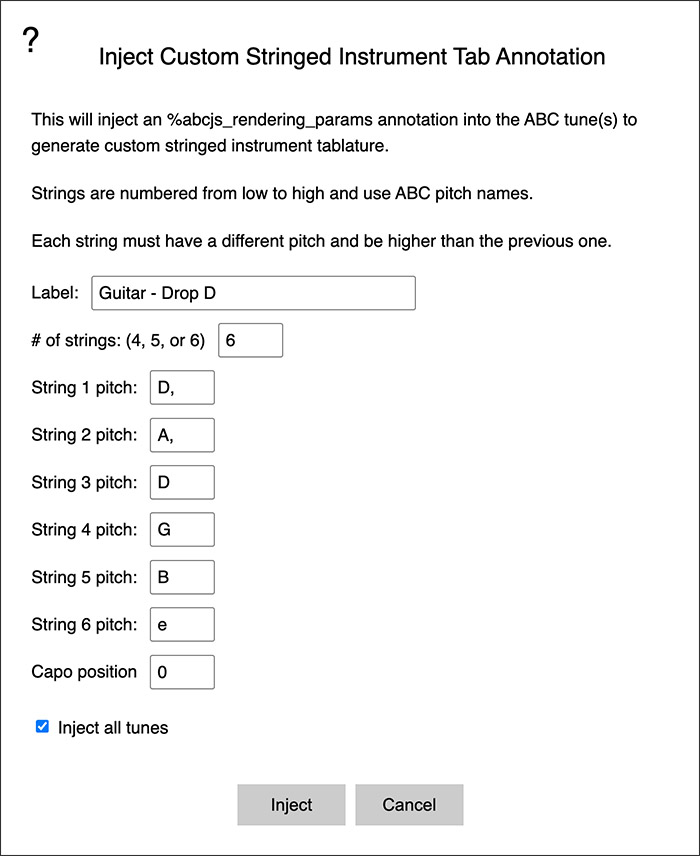 ?
Inject Custom Stringed Instrument Tab Annotation
This will inject an %abcjs_rendering_params annotation into the ABC tune(s) to
generate custom stringed instrument tablature.
Strings are numbered from low to high and use ABC pitch names.
Each string must have a different pitch and be higher than the previous one.
Label: Guitar - Drop D
# of strings: (4, 5, or 6) 6
String 1 pitch: D,
String 2 pitch: A,
String 3 pitch: D
String 4 pitch: G
String 5 pitch: B
String 6 pitch: e
Capo position 0
Inject all tunes
Inject Cancel